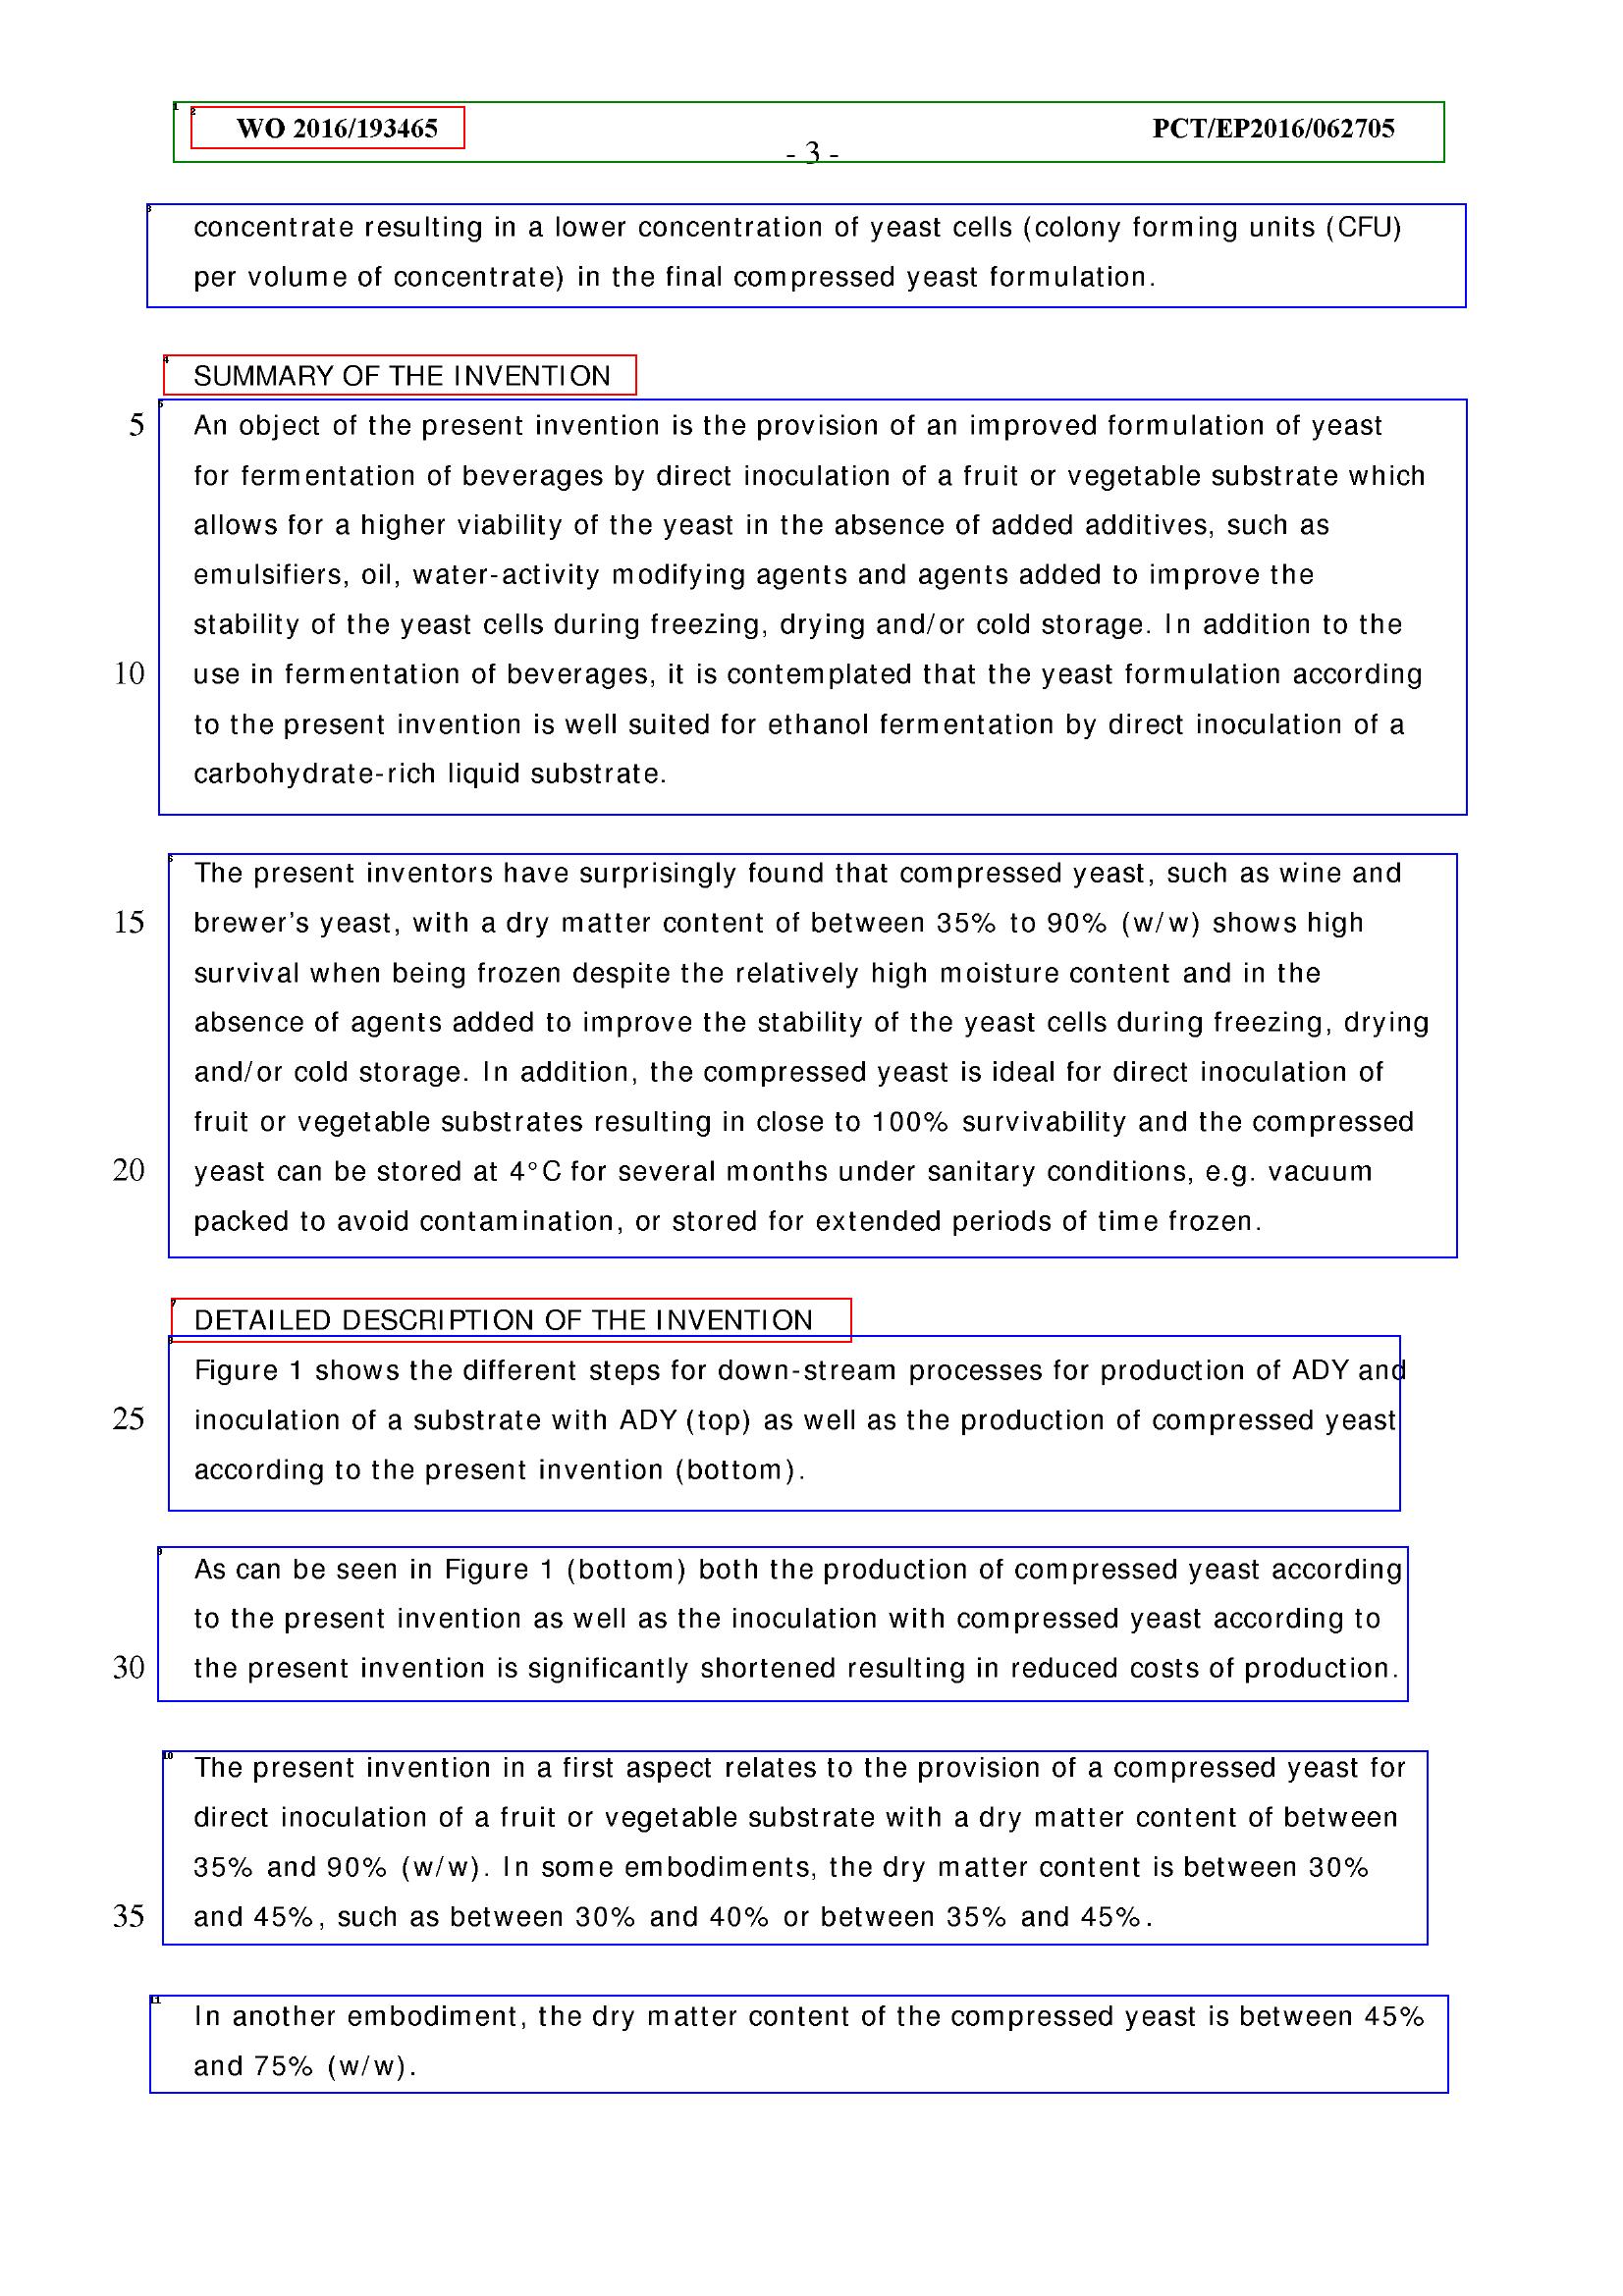 WO 2016/193465 PCT/EP2016/062705
- 3 -
concentrate resulting in a lower concentration of yeast cells (colony forming units (CFU)
per volume of concentrate) in the final compressed yeast formulation.
SUMMARY OF THE INVENTION
5 An object of the present invention is the provision of an improved formulation of yeast
for fermentation of beverages by direct inoculation of a fruit or vegetable substrate which
allows for a higher viability of the yeast in the absence of added additives, such as
emulsifiers, oil, water-activity modifying agents and agents added to improve the
stability of the yeast cells during freezing, drying and/or cold storage. In addition to the
10 use in fermentation of beverages, it is contemplated that the yeast formulation according
to the present invention is well suited for ethanol fermentation by direct inoculation of a
carbohydrate-rich liquid substrate.
The present inventors have surprisingly found that compressed yeast, such as wine and
15 brewer's yeast, with a dry matter content of between 35% to 90% (w/w) shows high
survival when being frozen despite the relatively high moisture content and in the
absence of agents added to improve the stability of the yeast cells during freezing, drying
and/or cold storage. In addition, the compressed yeast is ideal for direct inoculation of
fruit or vegetable substrates resulting in close to 100% survivability and the compressed
20 yeast can be stored at 4°C for several months under sanitary conditions, e.g. vacuum
packed to avoid contamination, or stored for extended periods of time frozen.
DETAILED DESCRIPTION OF THE INVENTION
Figure 1 shows the different steps for down-stream processes for production of ADY and
25 inoculation of a substrate with ADY (top) as well as the production of compressed yeast
according to the present invention (bottom).
As can be seen in Figure 1 (bottom) both the production of compressed yeast according
to the present invention as well as the inoculation with compressed yeast according to
30 the present invention is significantly shortened resulting in reduced costs of production.
The present invention in a first aspect relates to the provision of a compressed yeast for
direct inoculation of a fruit or vegetable substrate with a dry matter content of between
35% and 90% (w/w). In some embodiments, the dry matter content is between 30%
35 and 45%, such as between 30% and 40% or between 35% and 45%.
In another embodiment, the dry matter content of the compressed yeast is between 45%
and 75% (w/w).